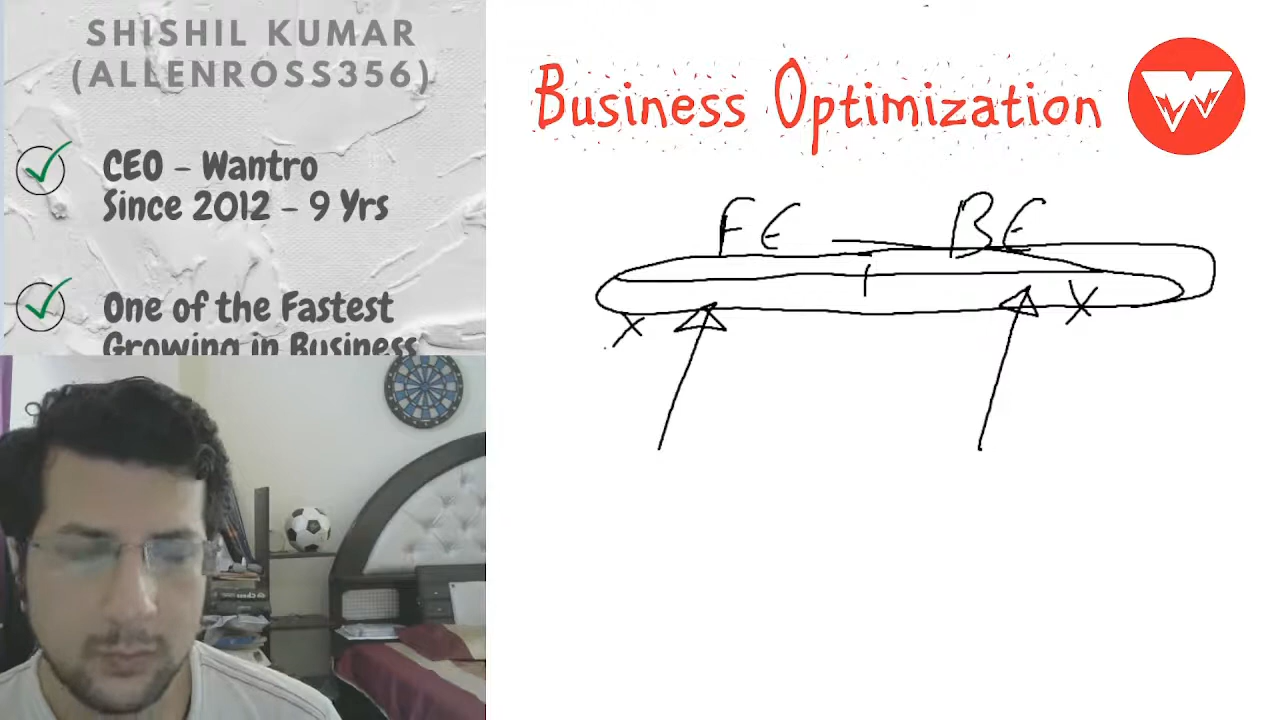 SHISHIL KUMAR
(ALLENROSS356)
CEO - Wantro
Since 2012 - 9 Yrs
One of the Fastest
Growing in Business
Business Optimization
FE BE
X X